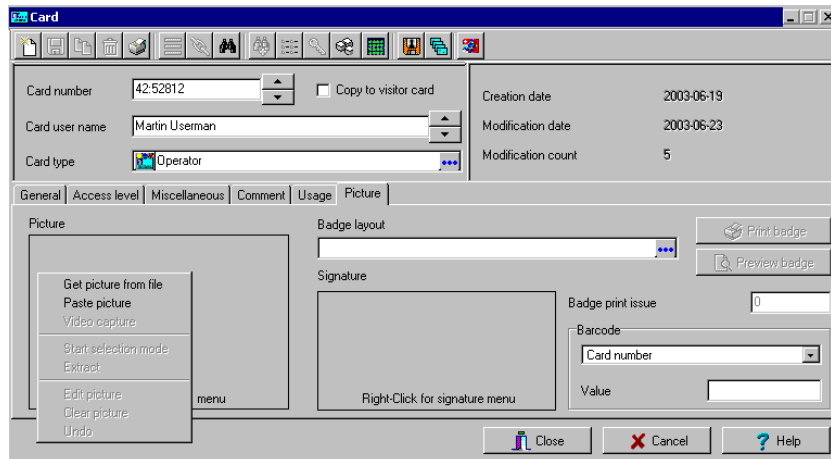 Card
Card number
42:52812
Copy to visitor card
Creation date
2003-06-19
Card user name
Martin Userman
Modification date
2003-06-23
Card type
Operator
Modification count
5
General
Access level
Miscellaneous
Comment
Usage
Picture
Picture
Badge layout
Print badge
Preview badge
Signature
Get picture from file
Paste picture
Video capture
Start selection mode
Extract
Edit picture
Clear picture
Undo
menu
Right-Click for signature menu
Badge print issue
0
Barcode
Card number
Value
Close
Cancel
Help